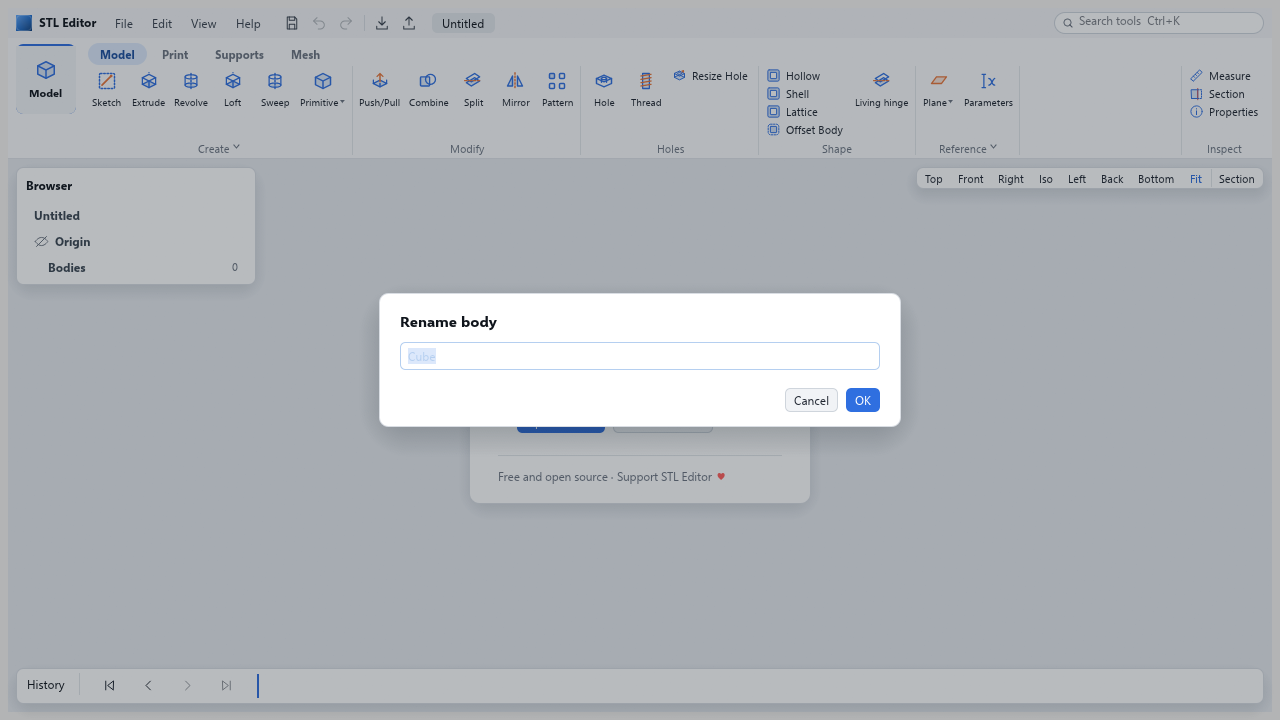 STL Editor File Edit View Help Untitled Search tools Ctrl+K
Model Print Supports Mesh
Model
Sketch Extrude Revolve Loft Sweep Primitive
Create
Push/Pull Combine Split Mirror Pattern
Modify
Hole Thread Resize Hole
Holes
Hollow
Shell
Lattice
Offset Body
Living hinge
Shape
Plane Parameters
Reference
Measure
Section
Properties
Inspect
Browser
Untitled
Origin
Bodies 0
Top Front Right Iso Left Back Bottom Fit Section
Rename body
Cube
Cancel OK
Free and open source · Support STL Editor ♥
History